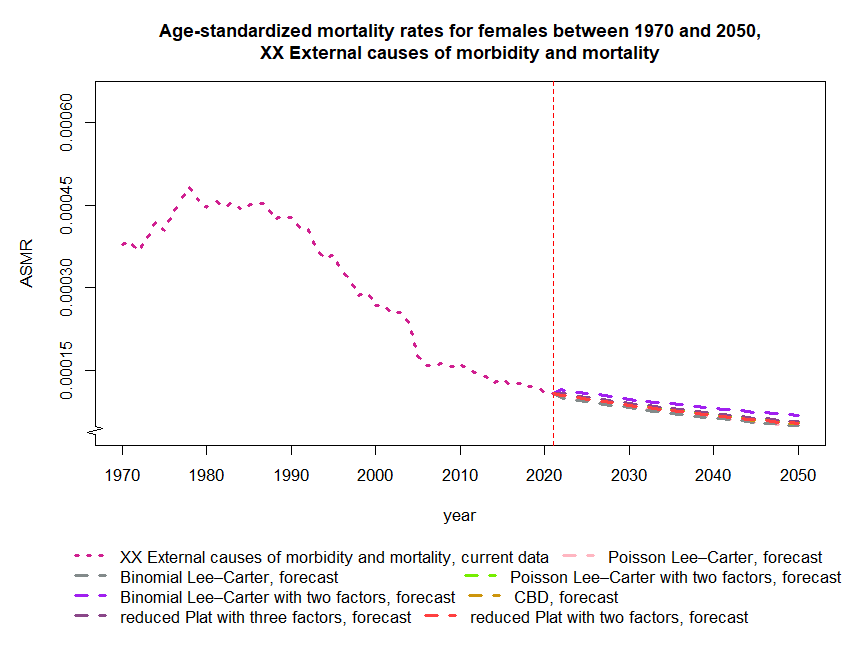 Age-standardized mortality rates for females between 1970 and 2050,
XX External causes of morbidity and mortality
ASMR
0.00060
0.00045
0.00030
0.00015
1970 1980 1990 2000 2010 2020 2030 2040 2050
year
XX External causes of morbidity and mortality, current data Poisson Lee–Carter, forecast
Binomial Lee–Carter, forecast Poisson Lee–Carter with two factors, forecast
Binomial Lee–Carter with two factors, forecast CBD, forecast
reduced Plat with three factors, forecast reduced Plat with two factors, forecast